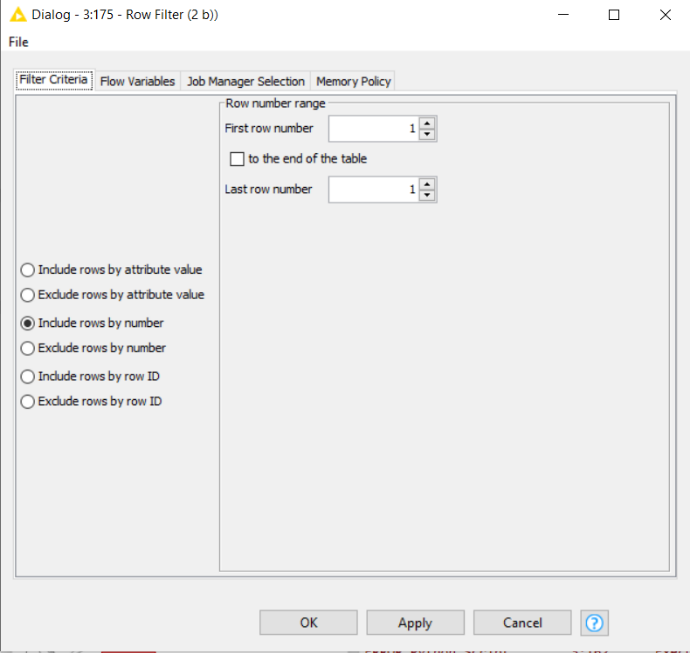 Dialog - 3:175 - Row Filter (2 b))
File
Filter Criteria Flow Variables Job Manager Selection Memory Policy
Row number range
First row number 1
to the end of the table
Last row number 1
Include rows by attribute value
Exclude rows by attribute value
Include rows by number
Exclude rows by number
Include rows by row ID
Exclude rows by row ID
OK Apply Cancel ?